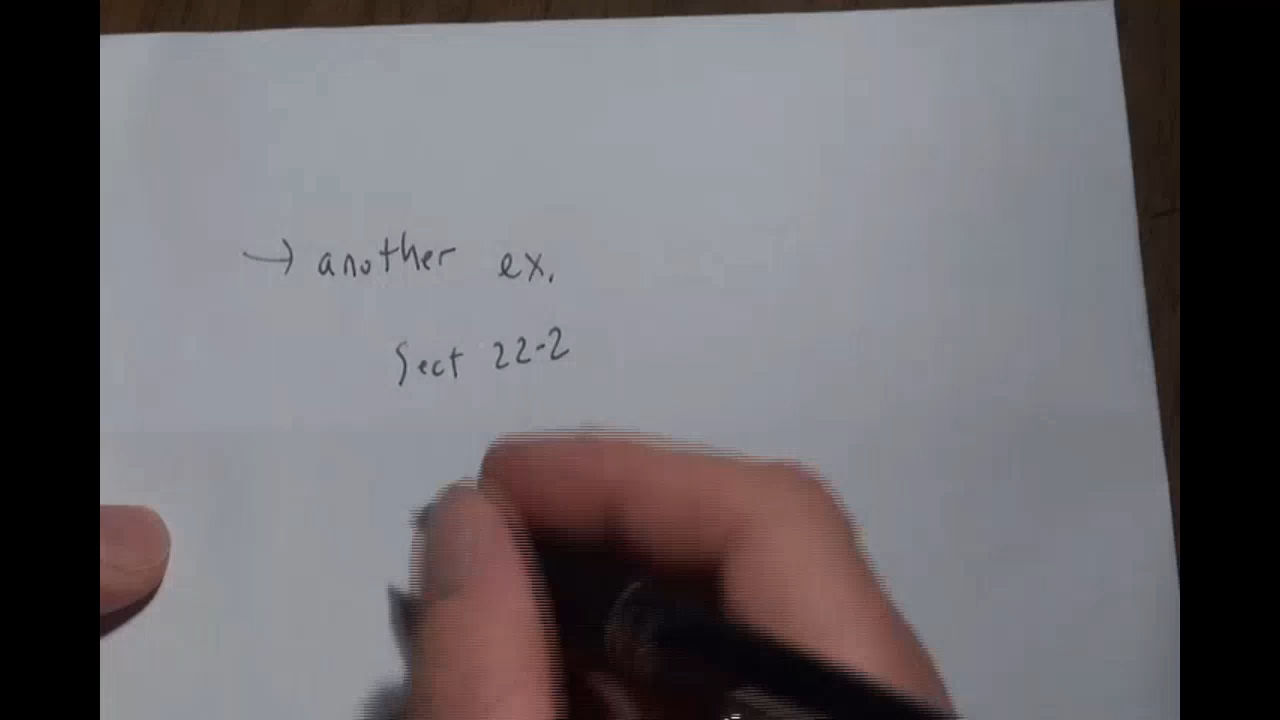 → another ex.
Sect 22-2